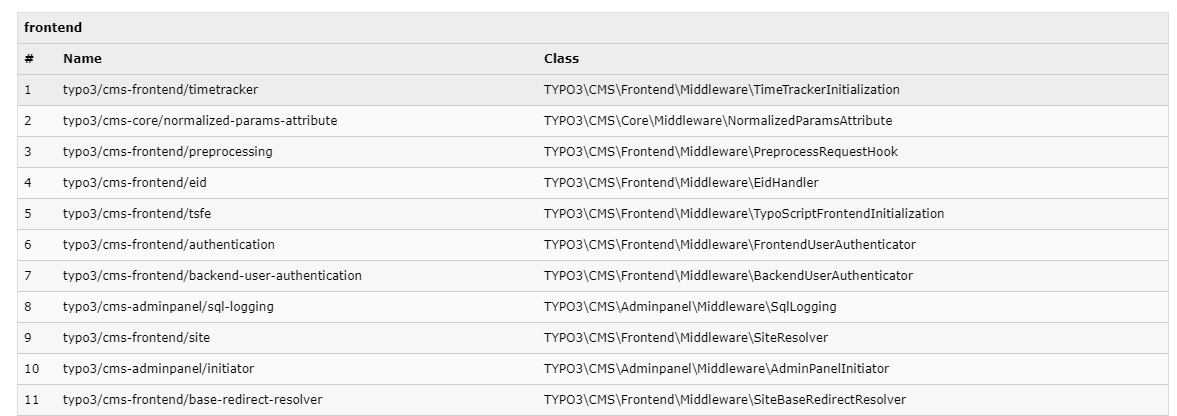 frontend
# Name Class
1 typo3/cms-frontend/timetracker TYPO3\CMS\Frontend\Middleware\TimeTrackerInitialization
2 typo3/cms-core/normalized-params-attribute TYPO3\CMS\Core\Middleware\NormalizedParamsAttribute
3 typo3/cms-frontend/preprocessing TYPO3\CMS\Frontend\Middleware\PreprocessRequestHook
4 typo3/cms-frontend/eid TYPO3\CMS\Frontend\Middleware\EidHandler
5 typo3/cms-frontend/tsfe TYPO3\CMS\Frontend\Middleware\TypoScriptFrontendInitialization
6 typo3/cms-frontend/authentication TYPO3\CMS\Frontend\Middleware\FrontendUserAuthenticator
7 typo3/cms-frontend/backend-user-authentication TYPO3\CMS\Frontend\Middleware\BackendUserAuthenticator
8 typo3/cms-adminpanel/sql-logging TYPO3\CMS\Adminpanel\Middleware\SqlLogging
9 typo3/cms-frontend/site TYPO3\CMS\Frontend\Middleware\SiteResolver
10 typo3/cms-adminpanel/initiator TYPO3\CMS\Adminpanel\Middleware\AdminPanelInitiator
11 typo3/cms-frontend/base-redirect-resolver TYPO3\CMS\Frontend\Middleware\SiteBaseRedirectResolver